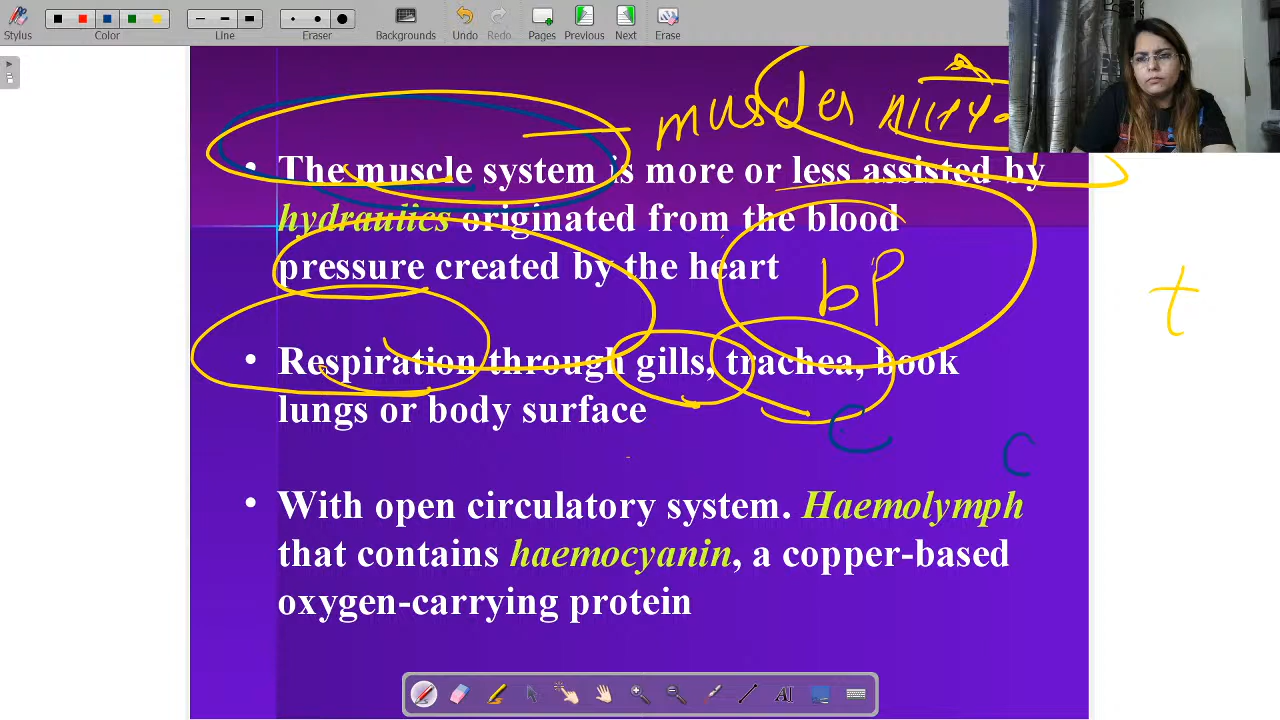 Stylus
Color
Line
Eraser
Backgrounds
Undo
Redo
Pages
Previous
Next
Erase
muscles
• The muscle system is more or less assisted by
hydraulics originated from the blood
pressure created by the heart
bP
t
• Respiration through gills, trachea, book
lungs or body surface
C
C
• With open circulatory system. Haemolymph
that contains haemocyanin, a copper-based
oxygen-carrying protein
AI